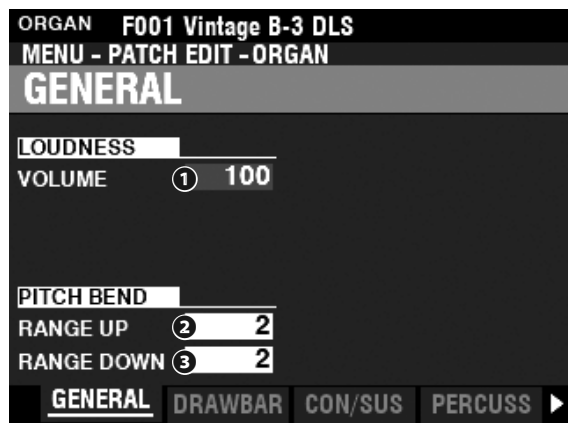 ORGAN F001 Vintage B-3 DLS
MENU - PATCH EDIT - ORGAN
GENERAL
LOUDNESS
VOLUME ① 100
PITCH BEND
RANGE UP ② 2
RANGE DOWN ③ 2
GENERAL DRAWBAR CON/SUS PERCUSS ▶